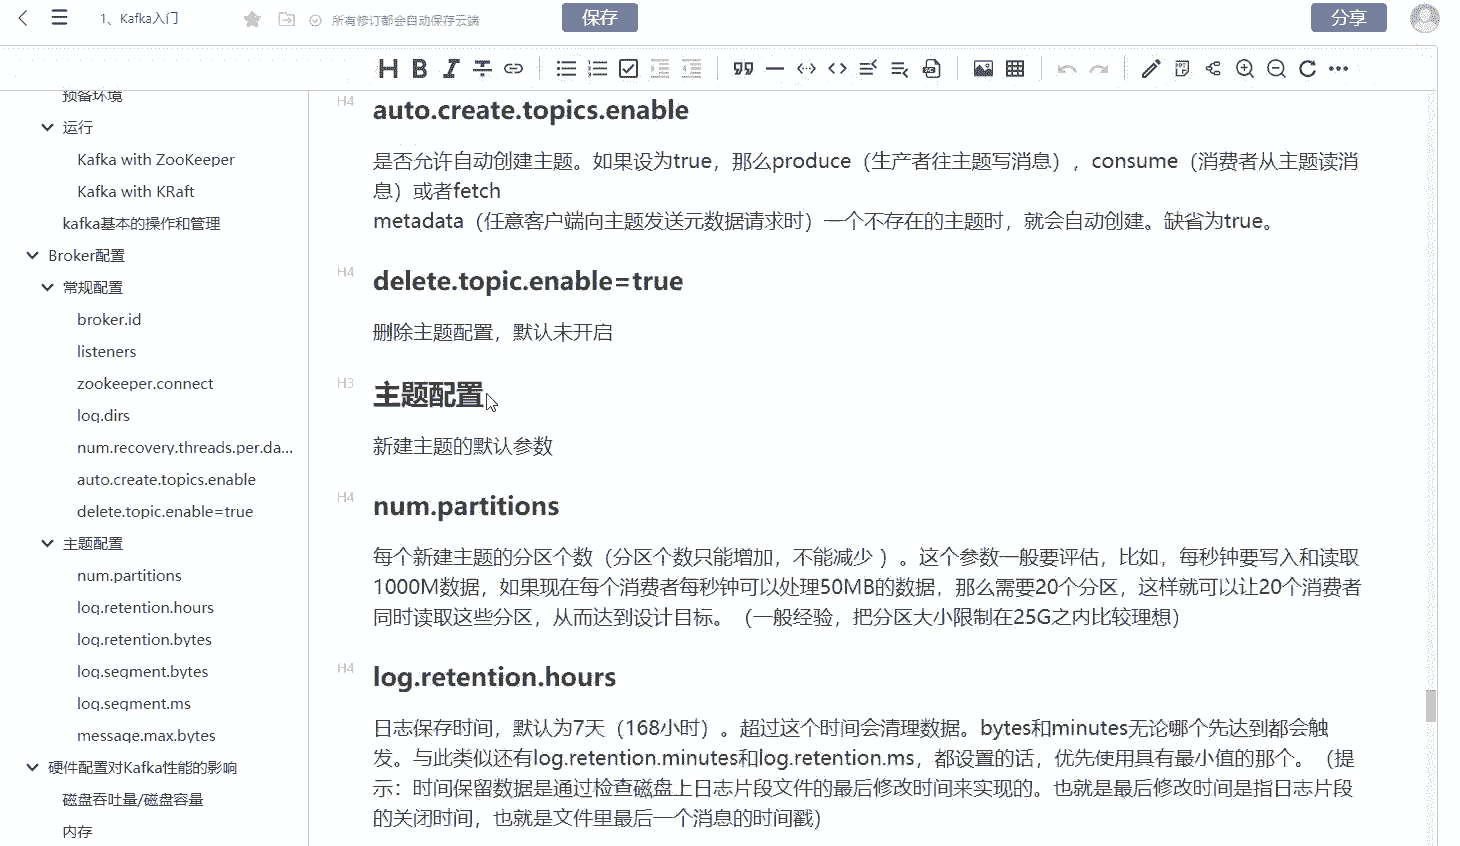 1、Kafka入门
所有修订都会自动保存云端
保存
分享
预备环境
运行
Kafka with ZooKeeper
Kafka with KRaft
kafka基本的操作和管理
Broker配置
常规配置
broker.id
listeners
zookeeper.connect
log.dirs
num.recovery.threads.per.da...
auto.create.topics.enable
delete.topic.enable=true
主题配置
num.partitions
log.retention.hours
log.retention.bytes
log.segment.bytes
log.segment.ms
message.max.bytes
硬件配置对Kafka性能的影响
磁盘吞吐量/磁盘容量
内存
H4
auto.create.topics.enable
是否允许自动创建主题。如果设为true，那么produce（生产者往主题写消息），consume（消费者从主题读消
息）或者fetch
metadata（任意客户端向主题发送元数据请求时）一个不存在的主题时，就会自动创建。缺省为true。
H4
delete.topic.enable=true
删除主题配置，默认未开启
H3
主题配置
新建主题的默认参数
H4
num.partitions
每个新建主题的分区个数（分区个数只能增加，不能减少 ）。这个参数一般要评估，比如，每秒钟要写入和读取
1000M数据，如果现在每个消费者每秒钟可以处理50MB的数据，那么需要20个分区，这样就可以让20个消费者
同时读取这些分区，从而达到设计目标。（一般经验，把分区大小限制在25G之内比较理想）
H4
log.retention.hours
日志保存时间，默认为7天（168小时）。超过这个时间会清理数据。bytes和minutes无论哪个先达到都会触
发。与此类似还有log.retention.minutes和log.retention.ms，都设置的话，优先使用具有最小值的那个。（提
示：时间保留数据是通过检查磁盘上日志片段文件的最后修改时间来实现的。也就是最后修改时间是指日志片段
的关闭时间，也就是文件里最后一个消息的时间戳）